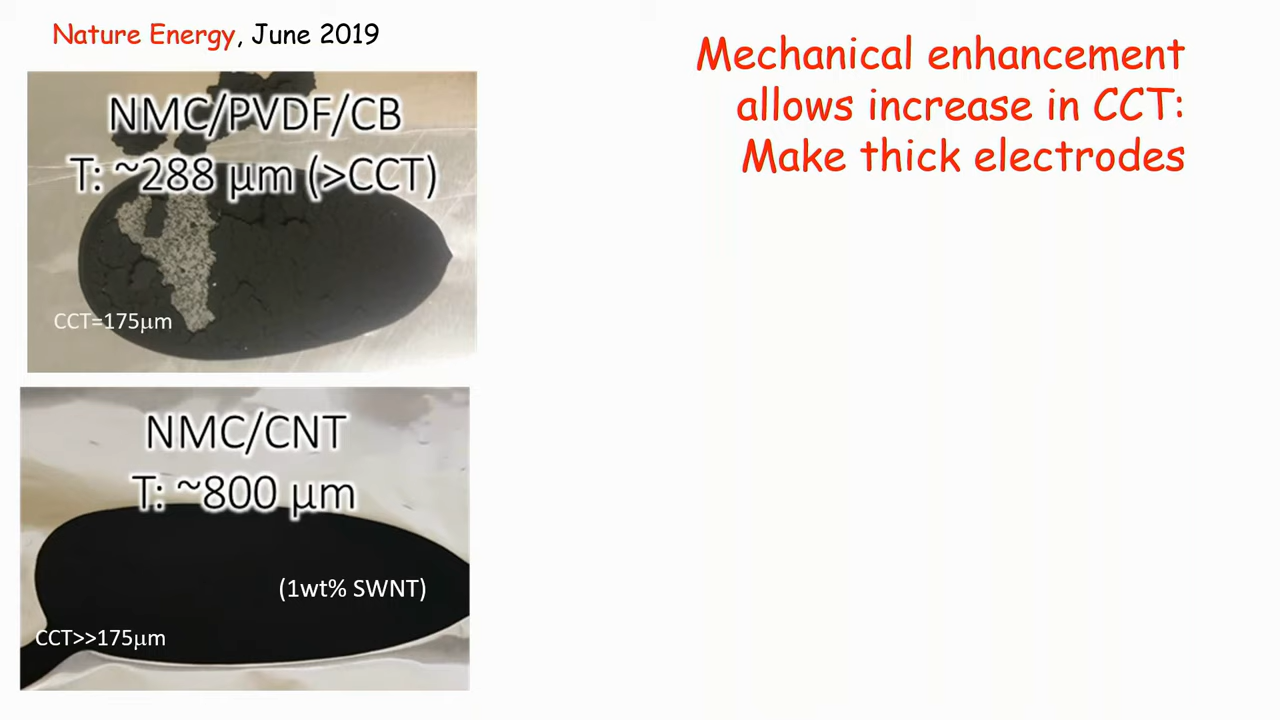 Nature Energy, June 2019
Mechanical enhancement
allows increase in CCT:
Make thick electrodes
NMC/PVDF/CB
T: ~288 μm (>CCT)
CCT=175μm
NMC/CNT
T: ~800 μm
(1wt% SWNT)
CCT>>175μm